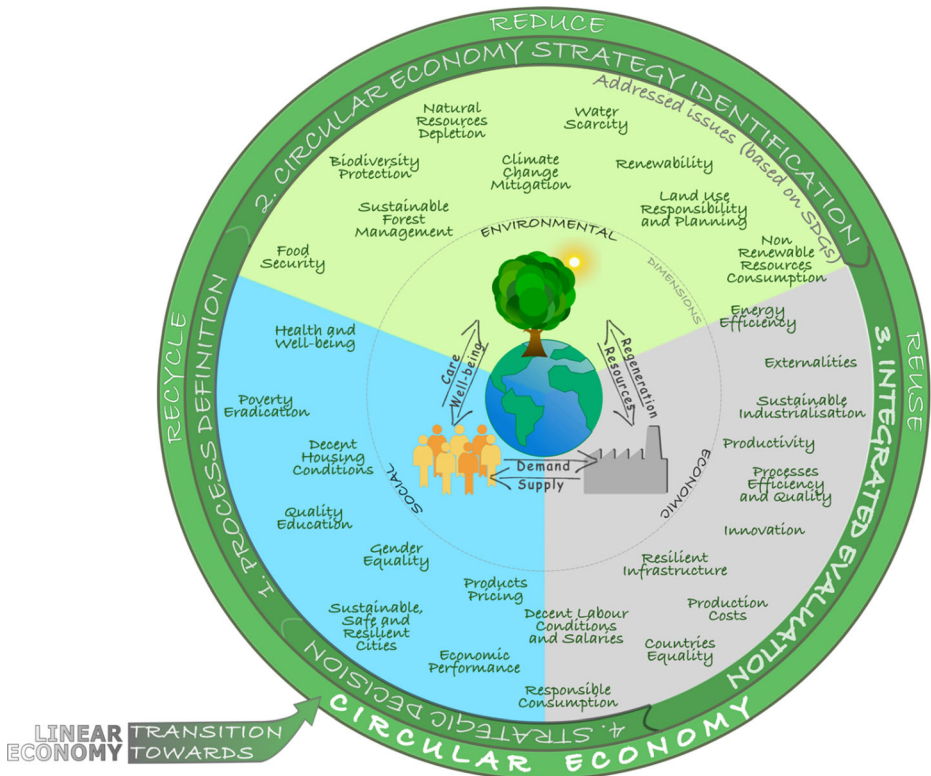 REDUCE
2. CIRCULAR ECONOMY STRATEGY IDENTIFICATION
Addressed issues (based on SDGs)
Natural
Resources
Depletion
Water
Scarcity
Biodiversity
Protection
Climate
Change
Mitigation
Renewability
Sustainable
Forest
Management
Land Use
Responsibility
and Planning
Food
Security
ENVIRONMENTAL
DIMENSIONS
Non
Renewable
Resources
Consumption
RECYCLE
1. PROCESS DEFINITION
REUSE
3. INTEGRATED EVALUATION
Energy
Efficiency
Health and
Well-being
Care
Well-being
Regeneration
Resources
Externalities
Poverty
Eradication
Sustainable
Industrialisation
Decent
Housing
Conditions
Productivity
Demand
Supply
SOCIAL
ECONOMIC
Processes
Efficiency
and Quality
Quality
Education
Innovation
Gender
Equality
Resilient
Infrastructure
Products
Pricing
Sustainable,
Safe and
Resilient
Cities
Decent Labour
Conditions
and Salaries
Production
Costs
Economic
Performance
Countries
Equality
Responsible
Consumption
4. STRATEGIC DECISION
CIRCULAR ECONOMY
LINEAR
ECONOMY
TRANSITION
TOWARDS